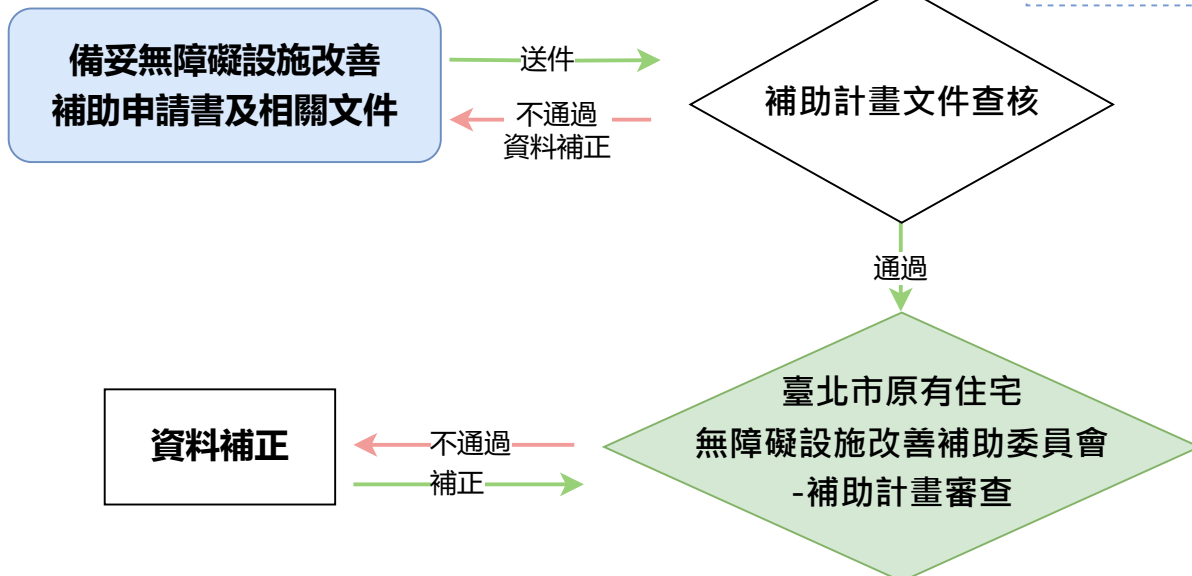 備妥無障礙設施改善
補助申請書及相關文件
送件
不通過
資料補正
補助計畫文件查核
通過
臺北市原有住宅
無障礙設施改善補助委員會
-補助計畫審查
不通過
補正
資料補正